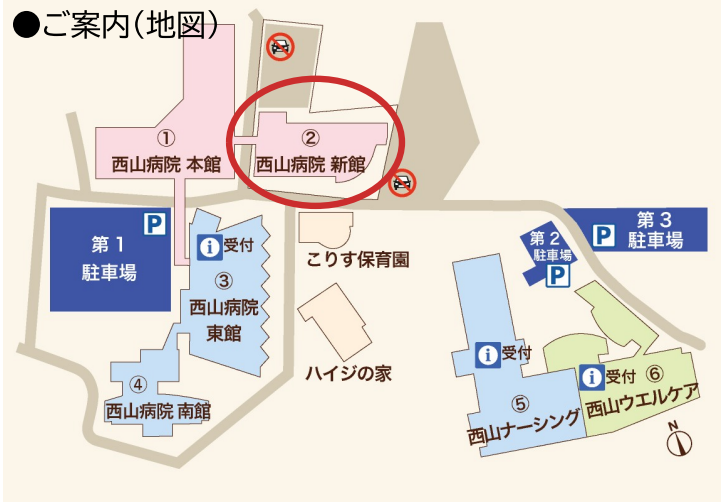 ●ご案内(地図)
①
西山病院 本館
②
西山病院 新館
P
第1
駐車場
i 受付
③
西山病院
東館
こりす保育園
ハイジの家
④
西山病院 南館
第2
駐車場
P
P
第3
駐車場
i 受付
⑤
西山ナーシング
i 受付 ⑥
西山ウエルケア
N